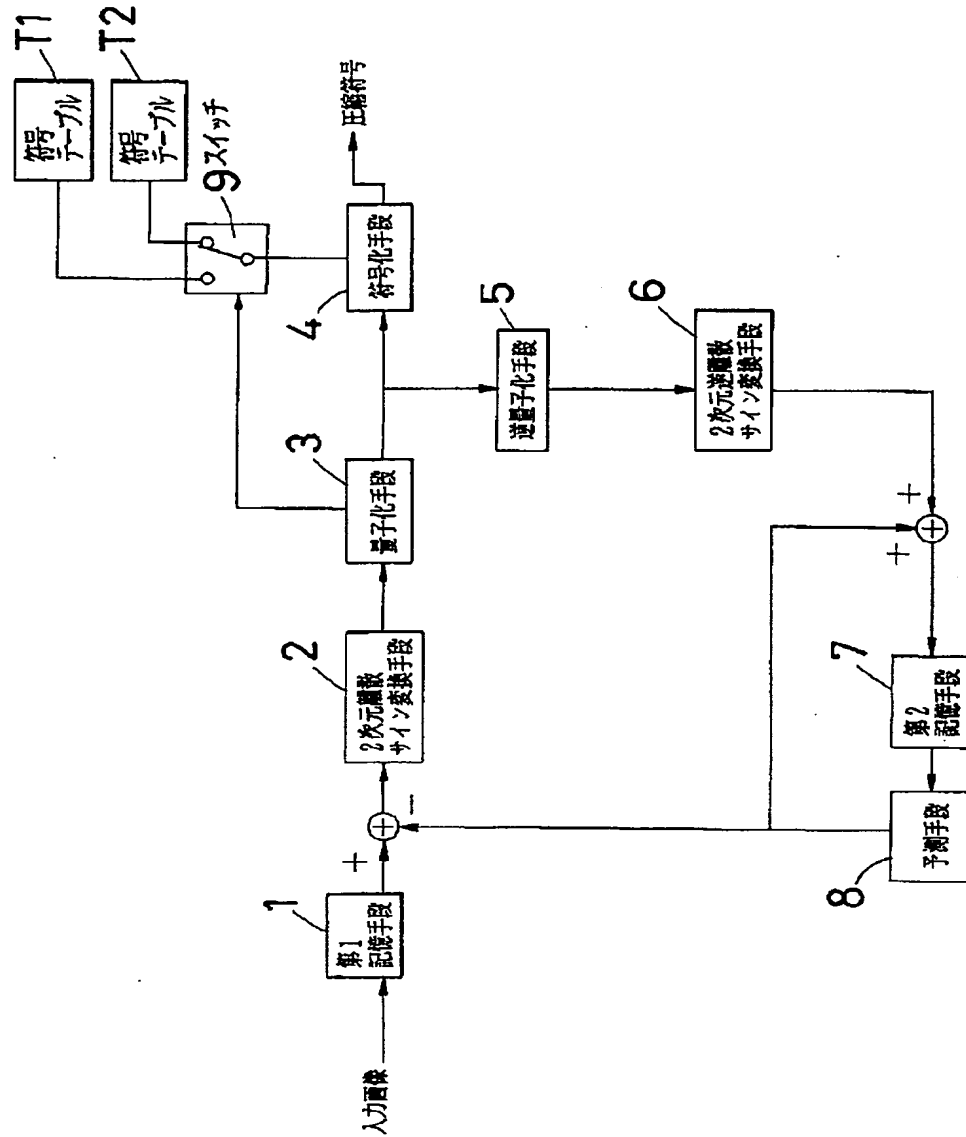 入力画像
1
第1
記憶手段
+
-
2
2次元離散
サイン変換手段
3
量子化手段
4
符号化手段
圧縮符号
9 スイッチ
符号
テーブル
T1
符号
テーブル
T2
5
逆量子化手段
6
2次元逆離散
サイン変換手段
+
+
7
第2
記憶手段
8
予測手段